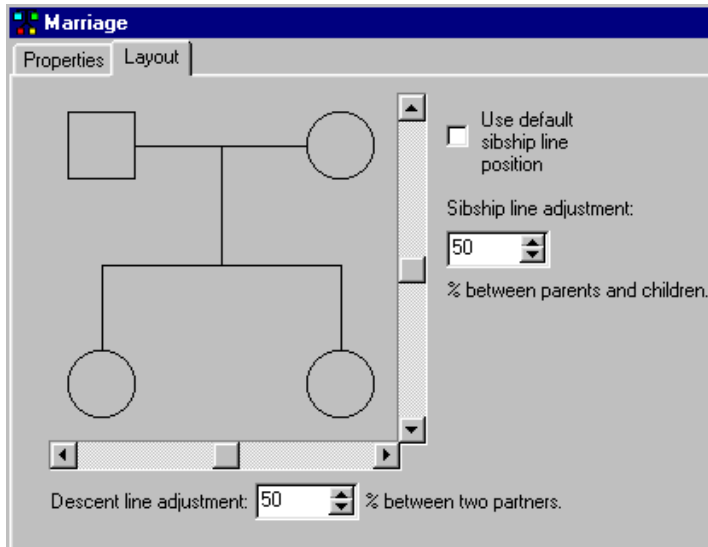 Marriage
Properties
Layout
Use default
sibship line
position
Sibship line adjustment:
50
% between parents and children.
Descent line adjustment: 50 % between two partners.